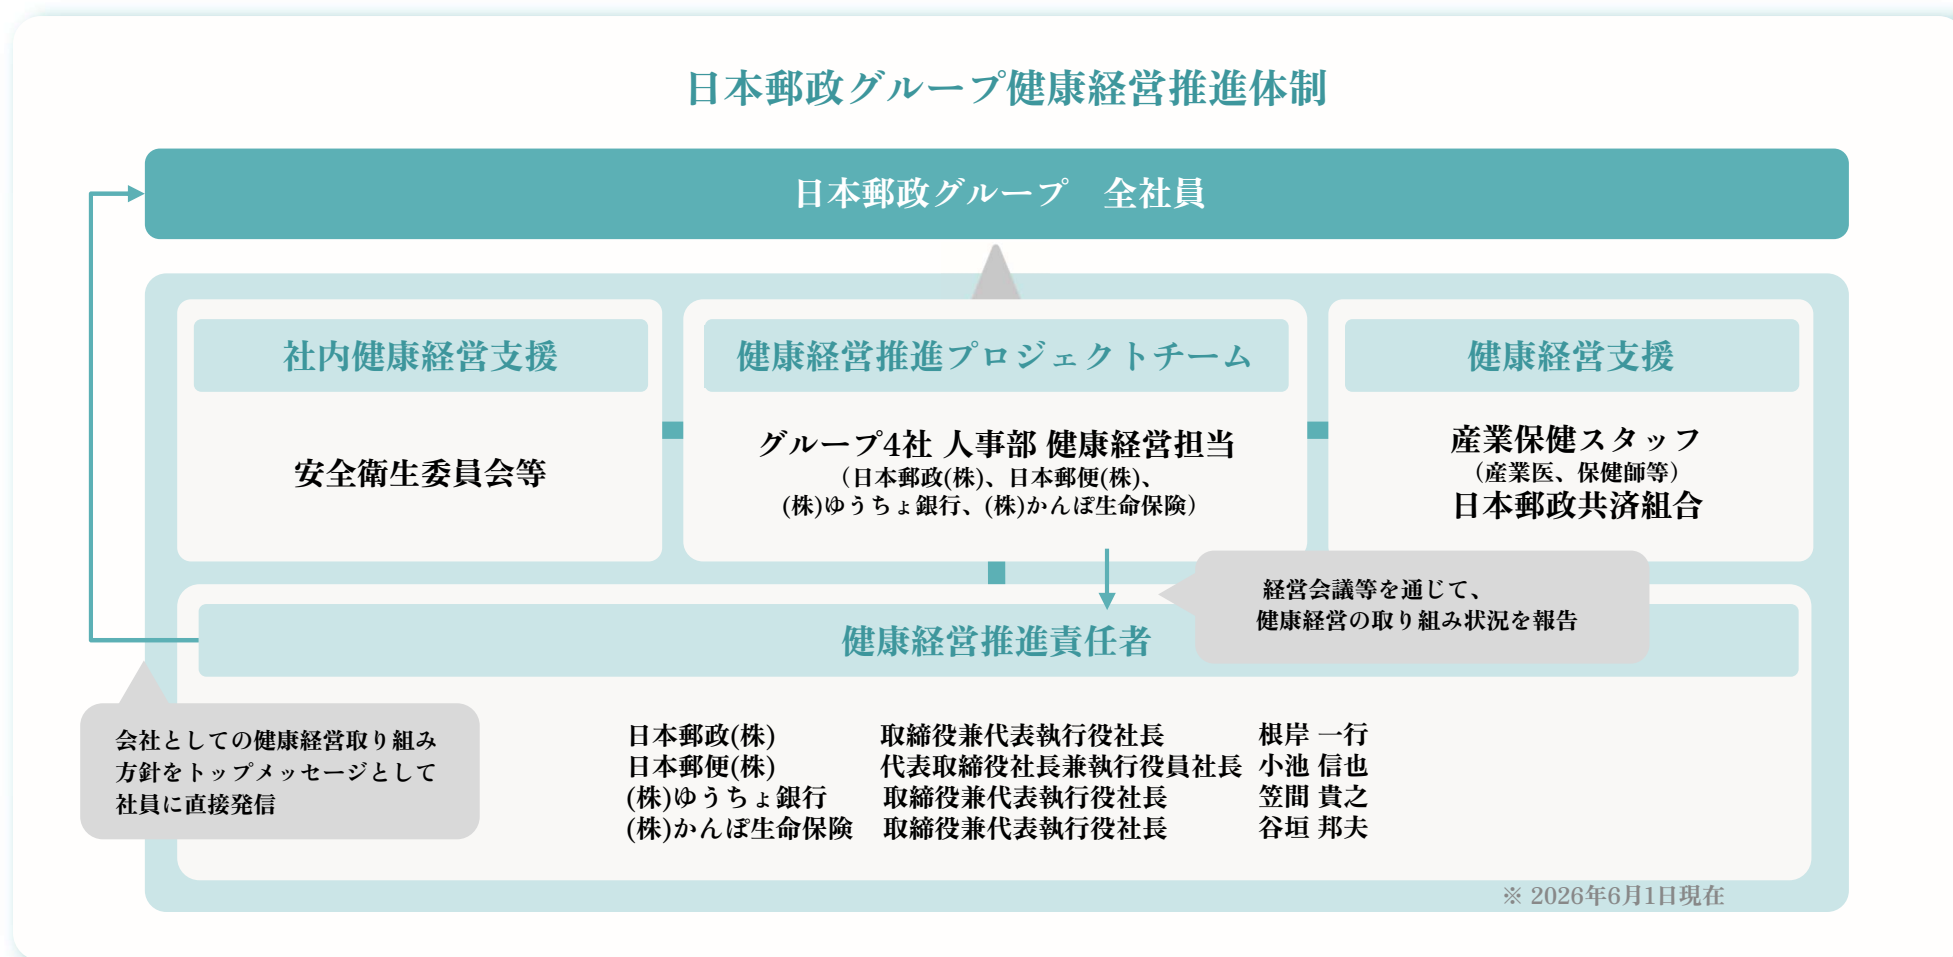 日本郵政グループ健康経営推進体制
日本郵政グループ　全社員
社内健康経営支援
安全衛生委員会等
健康経営推進プロジェクトチーム
グループ4社 人事部 健康経営担当
（日本郵政(株)、日本郵便(株)、
(株)ゆうちょ銀行、(株)かんぽ生命保険）
健康経営支援
産業保健スタッフ
（産業医、保健師等）
日本郵政共済組合
経営会議等を通じて、
健康経営の取り組み状況を報告
健康経営推進責任者
会社としての健康経営取り組み
方針をトップメッセージとして
社員に直接発信
日本郵政(株) 取締役兼代表執行役社長 根岸 一行
日本郵便(株) 代表取締役社長兼執行役員社長 小池 信也
(株)ゆうちょ銀行 取締役兼代表執行役社長 笠間 貴之
(株)かんぽ生命保険 取締役兼代表執行役社長 谷垣 邦夫
※ 2026年6月1日現在